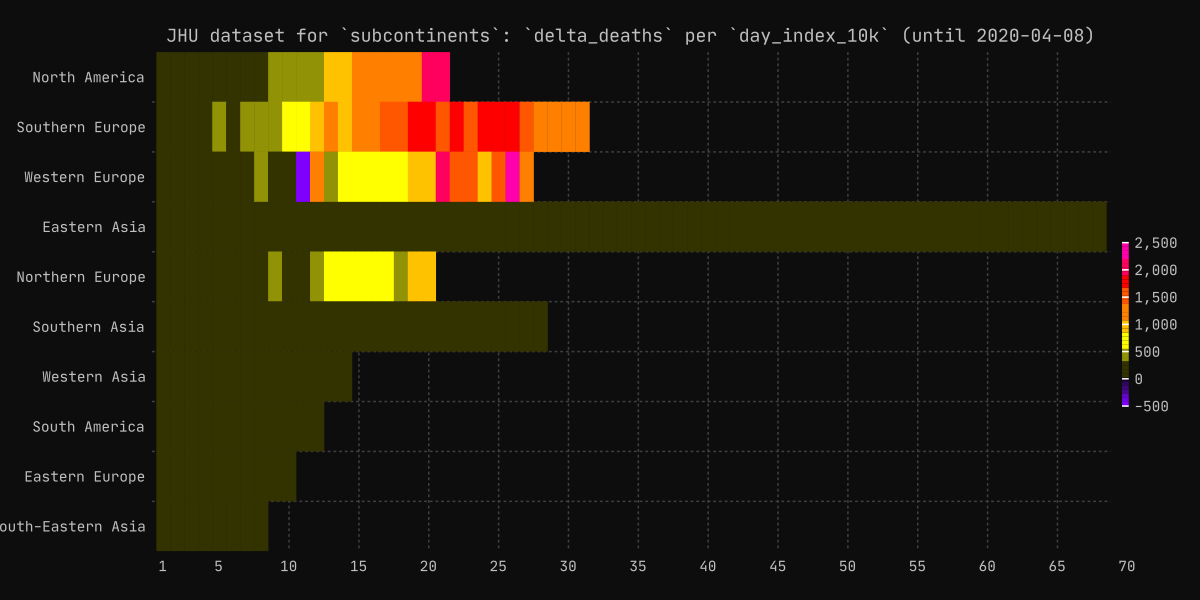 JHU dataset for `subcontinents`: `delta_deaths` per `day_index_10k` (until 2020-04-08)
North America
Southern Europe
Western Europe
Eastern Asia
Northern Europe
Southern Asia
Western Asia
South America
Eastern Europe
outh-Eastern Asia
1 5 10 15 20 25 30 35 40 45 50 55 60 65 70
2,500
2,000
1,500
1,000
500
0
-500